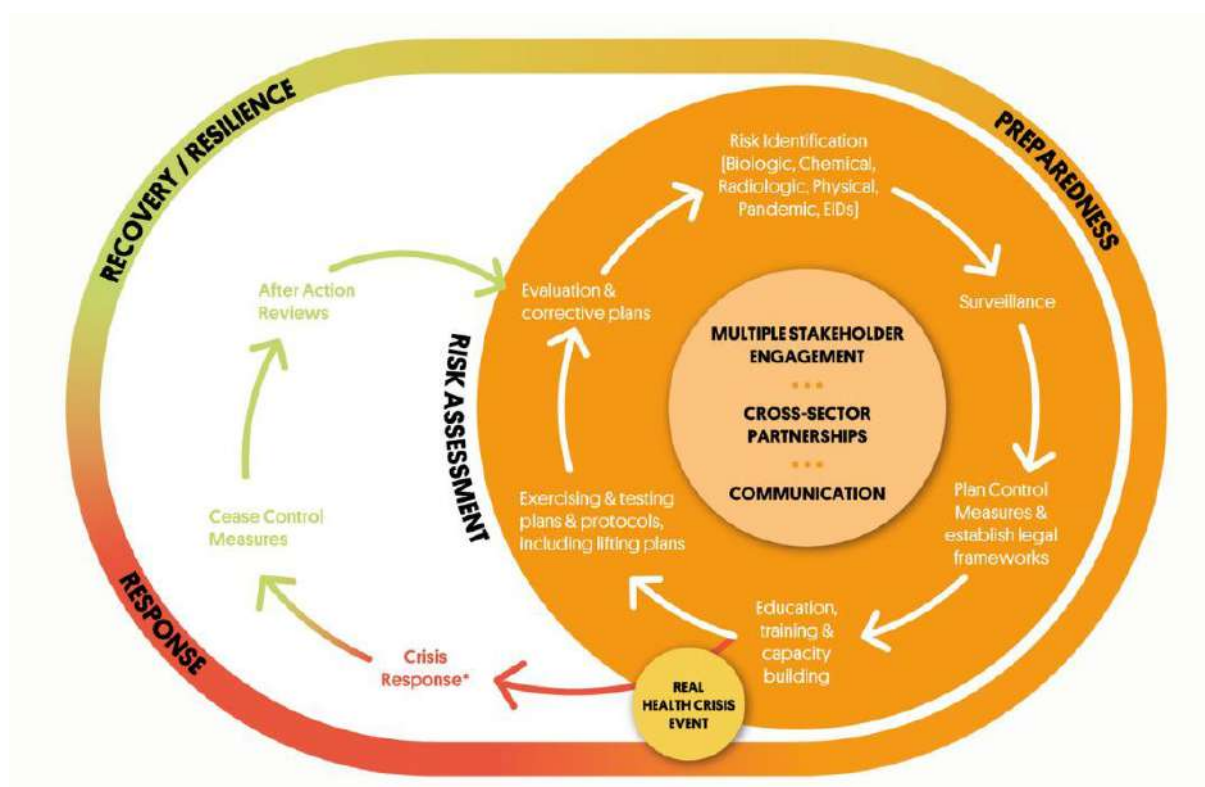 RECOVERY / RESILIENCE
PREPAREDNESS
RESPONSE
RISK ASSESSMENT
Risk Identification
(Biologic, Chemical,
Radiologic, Physical,
Pandemic, EIDs)
Surveillance
Plan Control
Measures &
establish legal
frameworks
Education,
training &
capacity
building
Exercising & testing
plans & protocols,
including lifting plans
Evaluation &
corrective plans
MULTIPLE STAKEHOLDER
ENGAGEMENT
CROSS-SECTOR
PARTNERSHIPS
COMMUNICATION
REAL
HEALTH CRISIS
EVENT
Crisis
Response*
Cease Control
Measures
After Action
Reviews